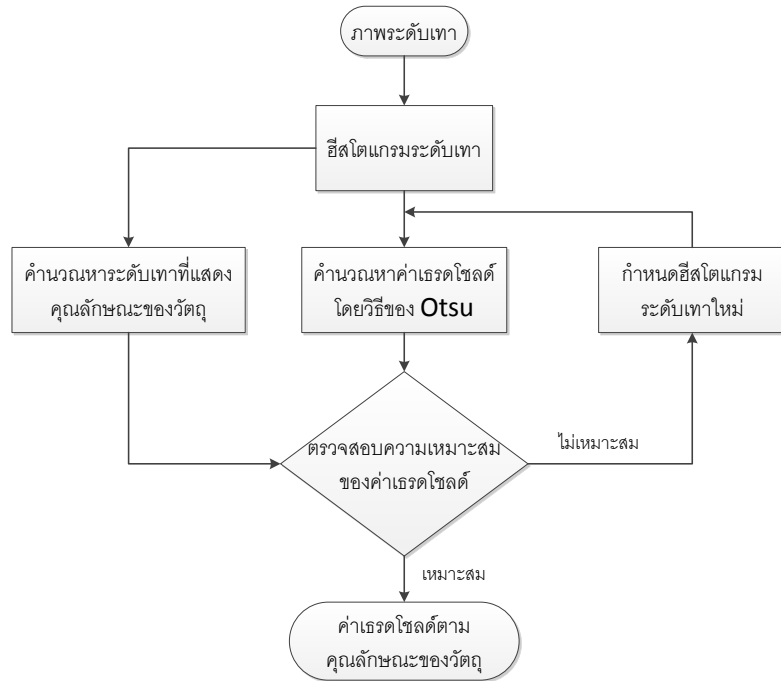 ภาพระดับเทา
ฮีสโตแกรมระดับเทา
คำนวณหาระดับเทาที่แสดง
คุณลักษณะของวัตถุ
คำนวณหาค่าเธรดโชลด์
โดยวิธีของ Otsu
กำหนดฮีสโตแกรม
ระดับเทาใหม่
ตรวจสอบความเหมาะสม
ของค่าเธรดโชลด์
ไม่เหมาะสม
เหมาะสม
ค่าเธรดโชลด์ตาม
คุณลักษณะของวัตถุ